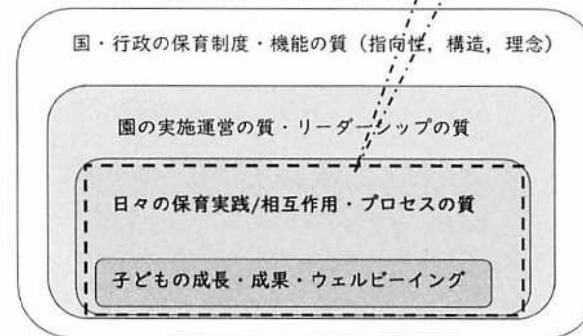 国・行政の保育制度・機能の質（指向性，構造，理念）
園の実施運営の質・リーダーシップの質
日々の保育実践/相互作用・プロセスの質
子どもの成長・成果・ウェルビーイング